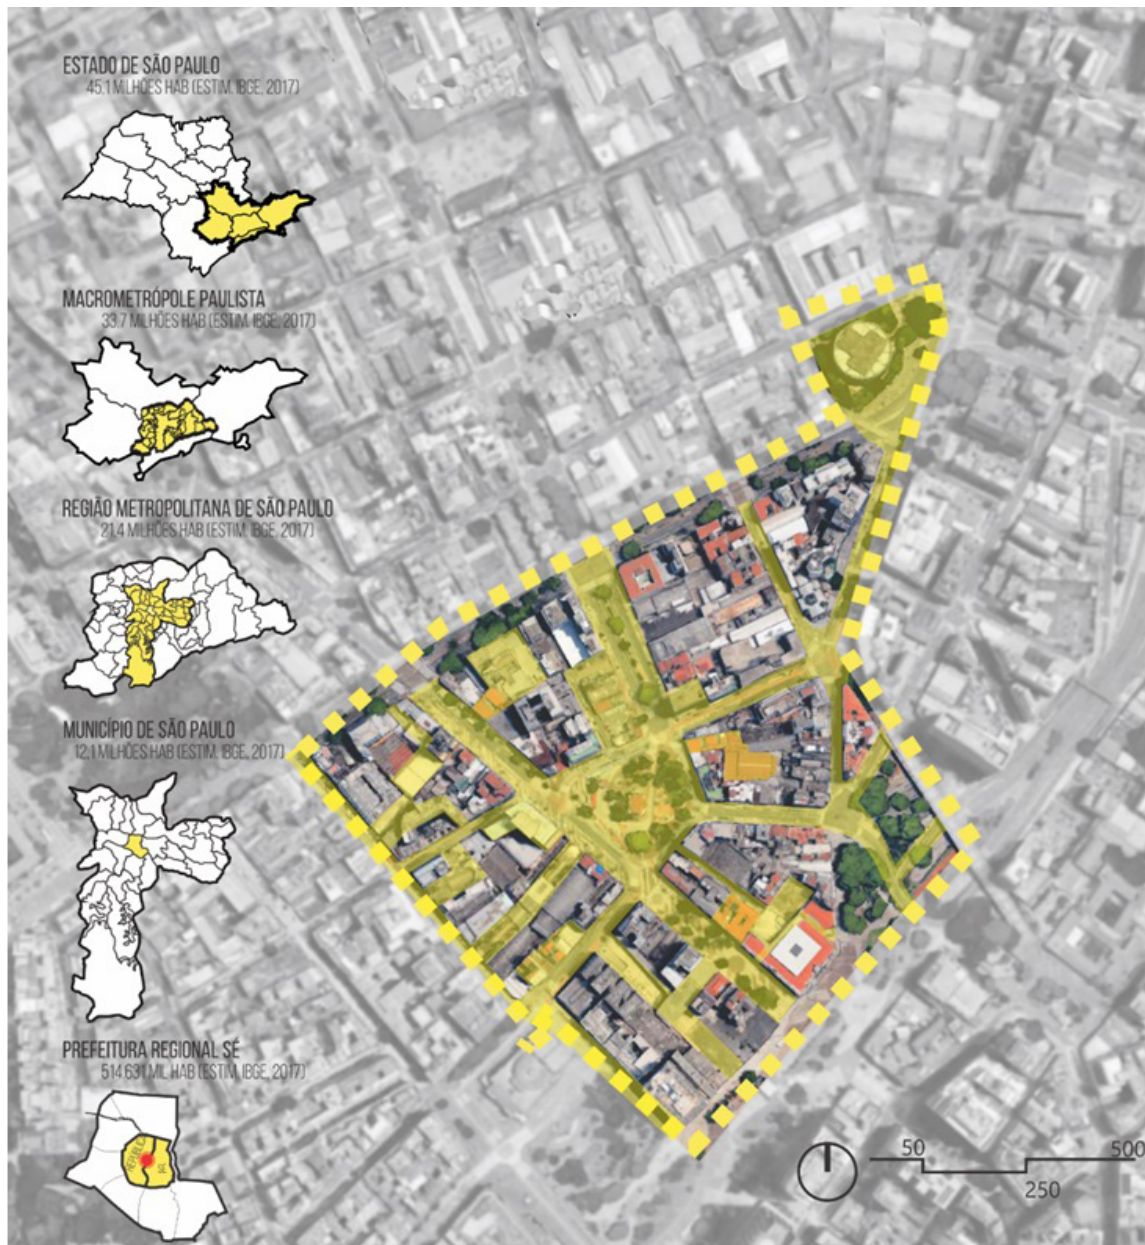 ESTADO DE SÃO PAULO
45.1 MILHÕES HAB (ESTIM. IBGE, 2017)
MACROMETRÓPOLE PAULISTA
33.7 MILHÕES HAB (ESTIM. IBGE, 2017)
REGIÃO METROPOLITANA DE SÃO PAULO
21.4 MILHÕES HAB (ESTIM. IBGE, 2017)
MUNICÍPIO DE SÃO PAULO
12.1 MILHÕES HAB (ESTIM. IBGE, 2017)
PREFEITURA REGIONAL SÉ
514.631 MIL HAB (ESTIM. IBGE, 2017)
REPÚBLICA
SÉ
50
500
250